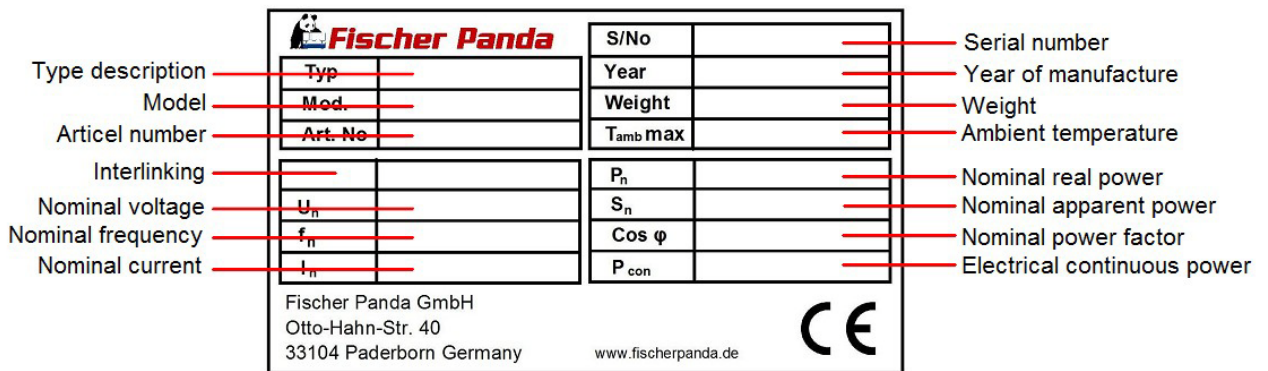 Fischer Panda
S/No
Serial number
Type description
Typ
Year
Year of manufacture
Model
Mod.
Weight
Weight
Articel number
Art. No
Tamb max
Ambient temperature
Interlinking
Pn
Nominal real power
Nominal voltage
Un
Sn
Nominal apparent power
Nominal frequency
fn
Cos φ
Nominal power factor
Nominal current
In
P con
Electrical continuous power
Fischer Panda GmbH
Otto-Hahn-Str. 40
33104 Paderborn Germany
www.fischerpanda.de
CE